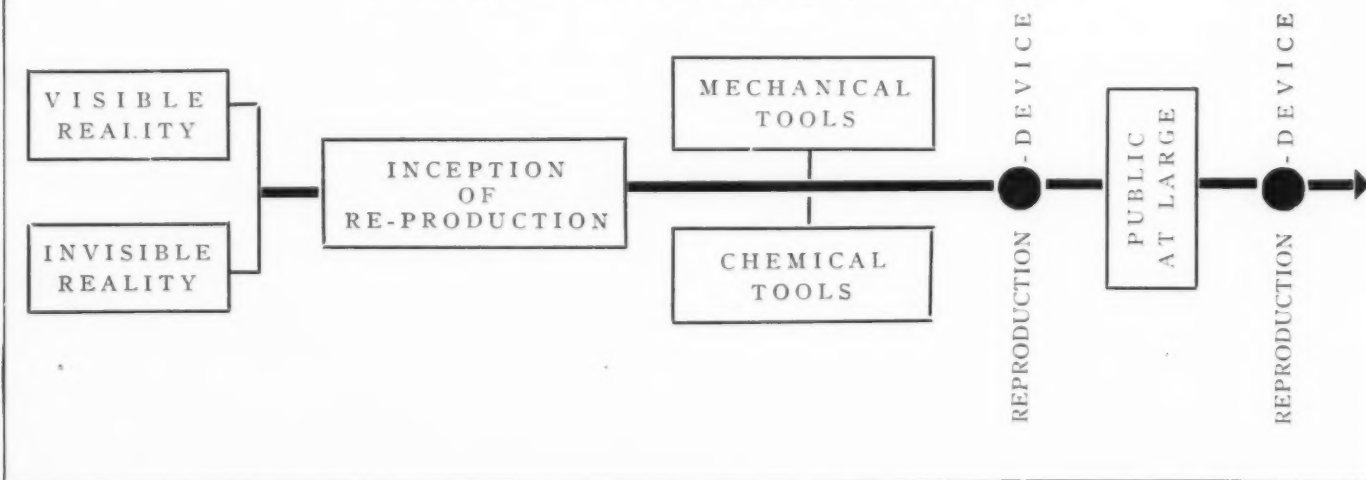 VISIBLE
REALITY
INVISIBLE
REALITY
INCEPTION
OF
RE-PRODUCTION
MECHANICAL
TOOLS
CHEMICAL
TOOLS
REPRODUCTION-DEVICE
PUBLIC
AT LARGE
REPRODUCTION-DEVICE